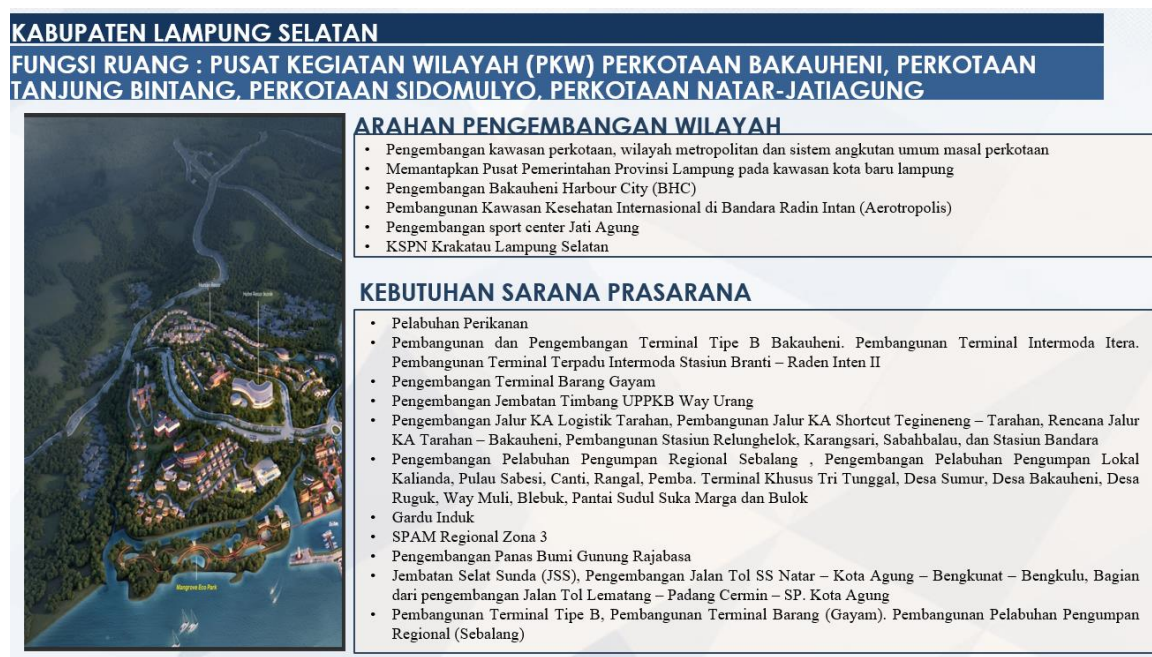 KABUPATEN LAMPUNG SELATAN
FUNGSI RUANG : PUSAT KEGIATAN WILAYAH (PKW) PERKOTAAN BAKAUHENI, PERKOTAAN
TANJUNG BINTANG, PERKOTAAN SIDOMULYO, PERKOTAAN NATAR-JATIAGUNG
ARAHAN PENGEMBANGAN WILAYAH
• Pengembangan kawasan perkotaan, wilayah metropolitan dan sistem angkutan umum masal perkotaan
• Memantapkan Pusat Pemerintahan Provinsi Lampung pada kawasan kota baru lampung
• Pengembangan Bakauheni Harbour City (BHC)
• Pembangunan Kawasan Kesehatan Internasional di Bandara Radin Intan (Aerotropolis)
• Pengembangan sport center Jati Agung
• KSPN Krakatau Lampung Selatan
KEBUTUHAN SARANA PRASARANA
• Pelabuhan Perikanan
• Pembangunan dan Pengembangan Terminal Tipe B Bakauheni. Pembangunan Terminal Intermoda Itera.
Pembangunan Terminal Terpadu Intermoda Stasiun Branti – Raden Inten II
• Pengembangan Terminal Barang Gayam
• Pengembangan Jembatan Timbang UPPKB Way Urang
• Pengembangan Jalur KA Logistik Tarahan, Pembangunan Jalur KA Shortcut Tegineneng – Tarahan, Rencana Jalur
KA Tarahan – Bakauheni, Pembangunan Stasiun Relunghelok, Karangsari, Sabahbalau, dan Stasiun Bandara
• Pengembangan Pelabuhan Pengumpan Regional Sebalang , Pengembangan Pelabuhan Pengumpan Lokal
Kalianda, Pulau Sabesi, Canti, Rangal, Pemba. Terminal Khusus Tri Tunggal, Desa Sumur, Desa Bakauheni, Desa
Ruguk, Way Muli, Blebuk, Pantai Sudul Suka Marga dan Bulok
• Gardu Induk
• SPAM Regional Zona 3
• Pengembangan Panas Bumi Gunung Rajabasa
• Jembatan Selat Sunda (JSS), Pengembangan Jalan Tol SS Natar – Kota Agung – Bengkunat – Bengkulu, Bagian
dari pengembangan Jalan Tol Lematang – Padang Cermin – SP. Kota Agung
• Pembangunan Terminal Tipe B, Pembangunan Terminal Barang (Gayam). Pembangunan Pelabuhan Pengumpan
Regional (Sebalang)
Mangrove Eco Park